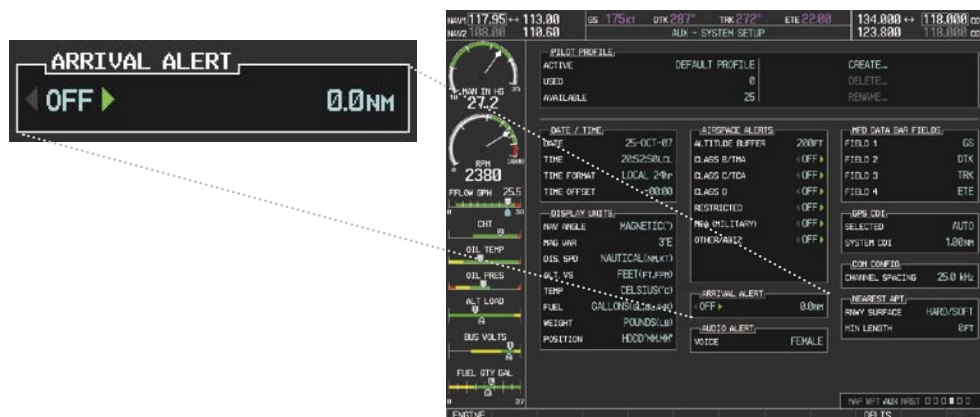 ARRIVAL ALERT
OFF 0.0NM
NAV1 117.95 ↔ 113.00 GS 175KT DTK 287° TRK 272° ETE 22:00 134.000 ↔ 118.000 COM1
NAV2 108.00 110.60 AUX - SYSTEM SETUP 123.800 118.000
PILOT PROFILE
ACTIVE DEFAULT PROFILE CREATE…
USED 0 DELETE…
AVAILABLE 25 RENAME…
MAN IN HG
10 35
27.2
RPM
3000
2380
FFLOW GPH 25.5
0 30
CHT
OIL TEMP
OIL PRES
ALT LOAD
BUS VOLTS
FUEL QTY GAL
0 37
ENGINE
DATE / TIME
DATE 25-OCT-07
TIME 20:52:50LCL
TIME FORMAT LOCAL 24hr
TIME OFFSET -00:00
DISPLAY UNITS
NAV ANGLE MAGNETIC(°)
MAG VAR 3°E
DIS, SPD NAUTICAL(NM,KT)
ALT, VS FEET(FT,FPM)
TEMP CELSIUS(°C)
FUEL GALLONS
WEIGHT POUNDS(LB)
POSITION HDDD°MM.MM'
AIRSPACE ALERTS
ALTITUDE BUFFER 200FT
CLASS B/TMA OFF
CLASS C/TCA OFF
CLASS D OFF
RESTRICTED OFF
MOA (MILITARY) OFF
OTHER/ADIZ OFF
ARRIVAL ALERT
OFF 0.0NM
AUDIO ALERT
VOICE FEMALE
MFD DATA BAR FIELDS
FIELD 1 GS
FIELD 2 DTK
FIELD 3 TRK
FIELD 4 ETE
GPS CDI
SELECTED AUTO
SYSTEM CDI 1.00NM
COM CONFIG
CHANNEL SPACING 25.0 kHz
NEAREST APT
RNWY SURFACE HARD/SOFT
MIN LENGTH 0FT
MAP WPT AUX NRST
DFLTS